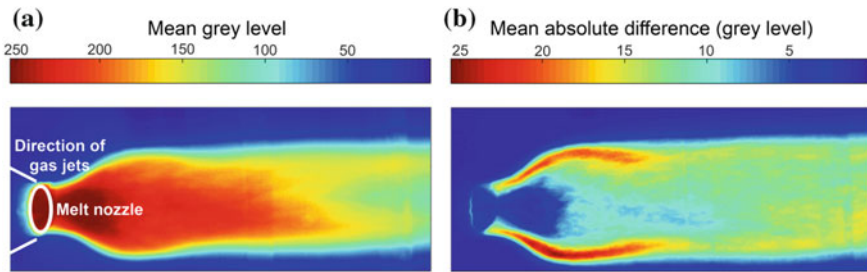 (a)
Mean grey level
250 200 150 100 50
Direction of
gas jets
Melt nozzle
(b)
Mean absolute difference (grey level)
25 20 15 10 5